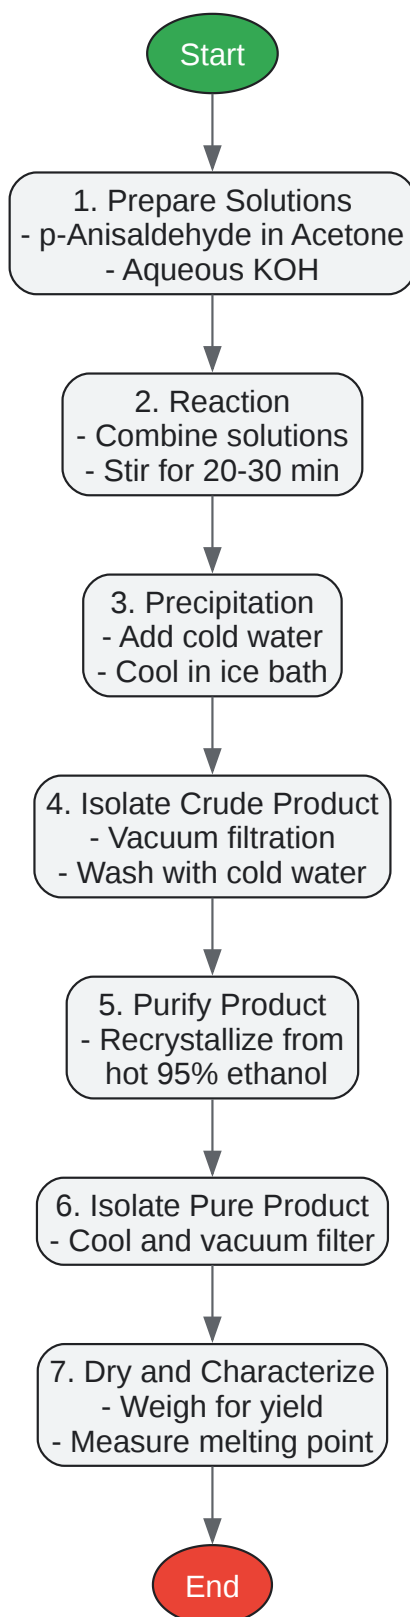 Start
1. Prepare Solutions
- p-Anisaldehyde in Acetone
- Aqueous KOH
2. Reaction
- Combine solutions
- Stir for 20-30 min
3. Precipitation
- Add cold water
- Cool in ice bath
4. Isolate Crude Product
- Vacuum filtration
- Wash with cold water
5. Purify Product
- Recrystallize from
hot 95% ethanol
6. Isolate Pure Product
- Cool and vacuum filter
7. Dry and Characterize
- Weigh for yield
- Measure melting point
End